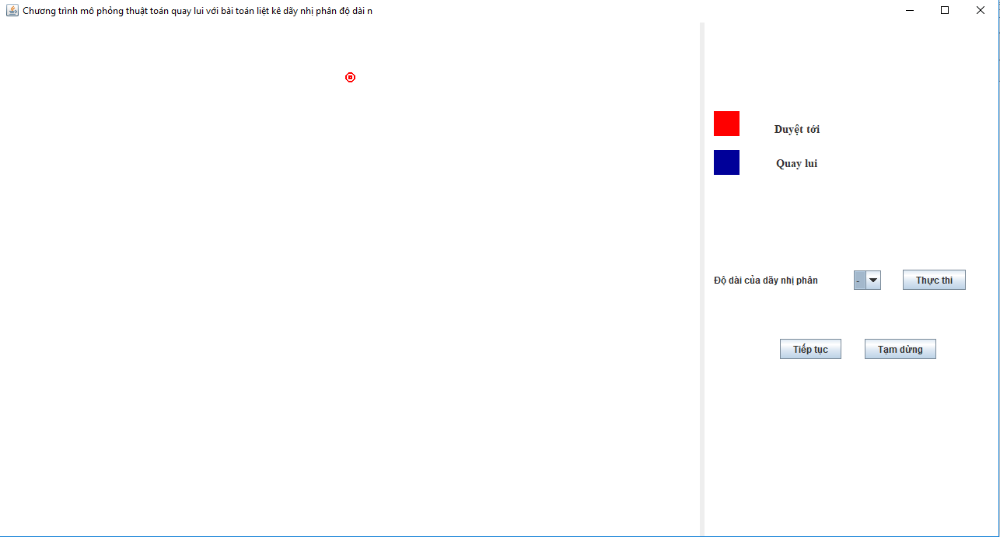 Chương trình mô phỏng thuật toán quay lui với bài toán liệt kê dãy nhị phân độ dài n
Duyệt tới
Quay lui
Độ dài của dãy nhị phân - Thực thi
Tiếp tục Tạm dừng